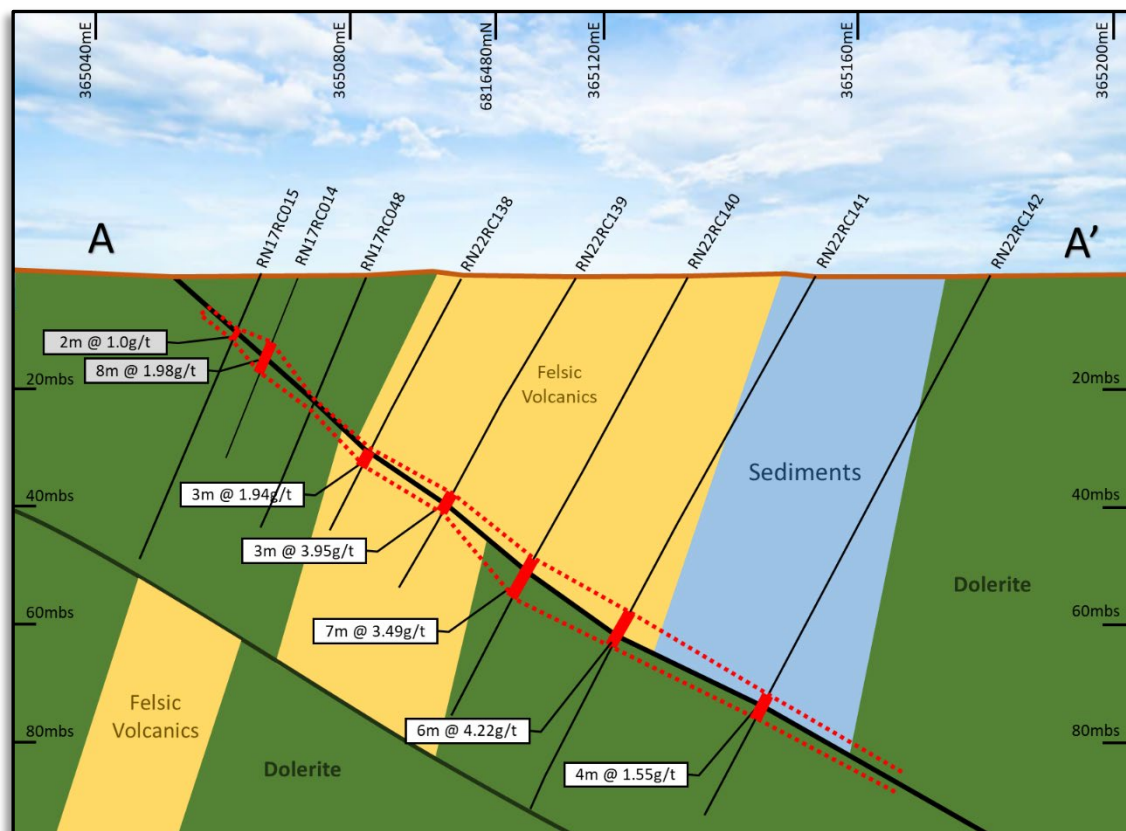 365040mE
365080mE
6816480mN
365120mE
365160mE
365200mE
A
A’
RN17RC015
RN17RC014
RN17RC048
RN22RC138
RN22RC139
RN22RC140
RN22RC141
RN22RC142
2m @ 1.0g/t
8m @ 1.98g/t
20mbs
20mbs
Felsic
Volcanics
Sediments
3m @ 1.94g/t
40mbs
40mbs
3m @ 3.95g/t
Dolerite
60mbs
60mbs
7m @ 3.49g/t
Felsic
Volcanics
6m @ 4.22g/t
80mbs
80mbs
Dolerite
4m @ 1.55g/t